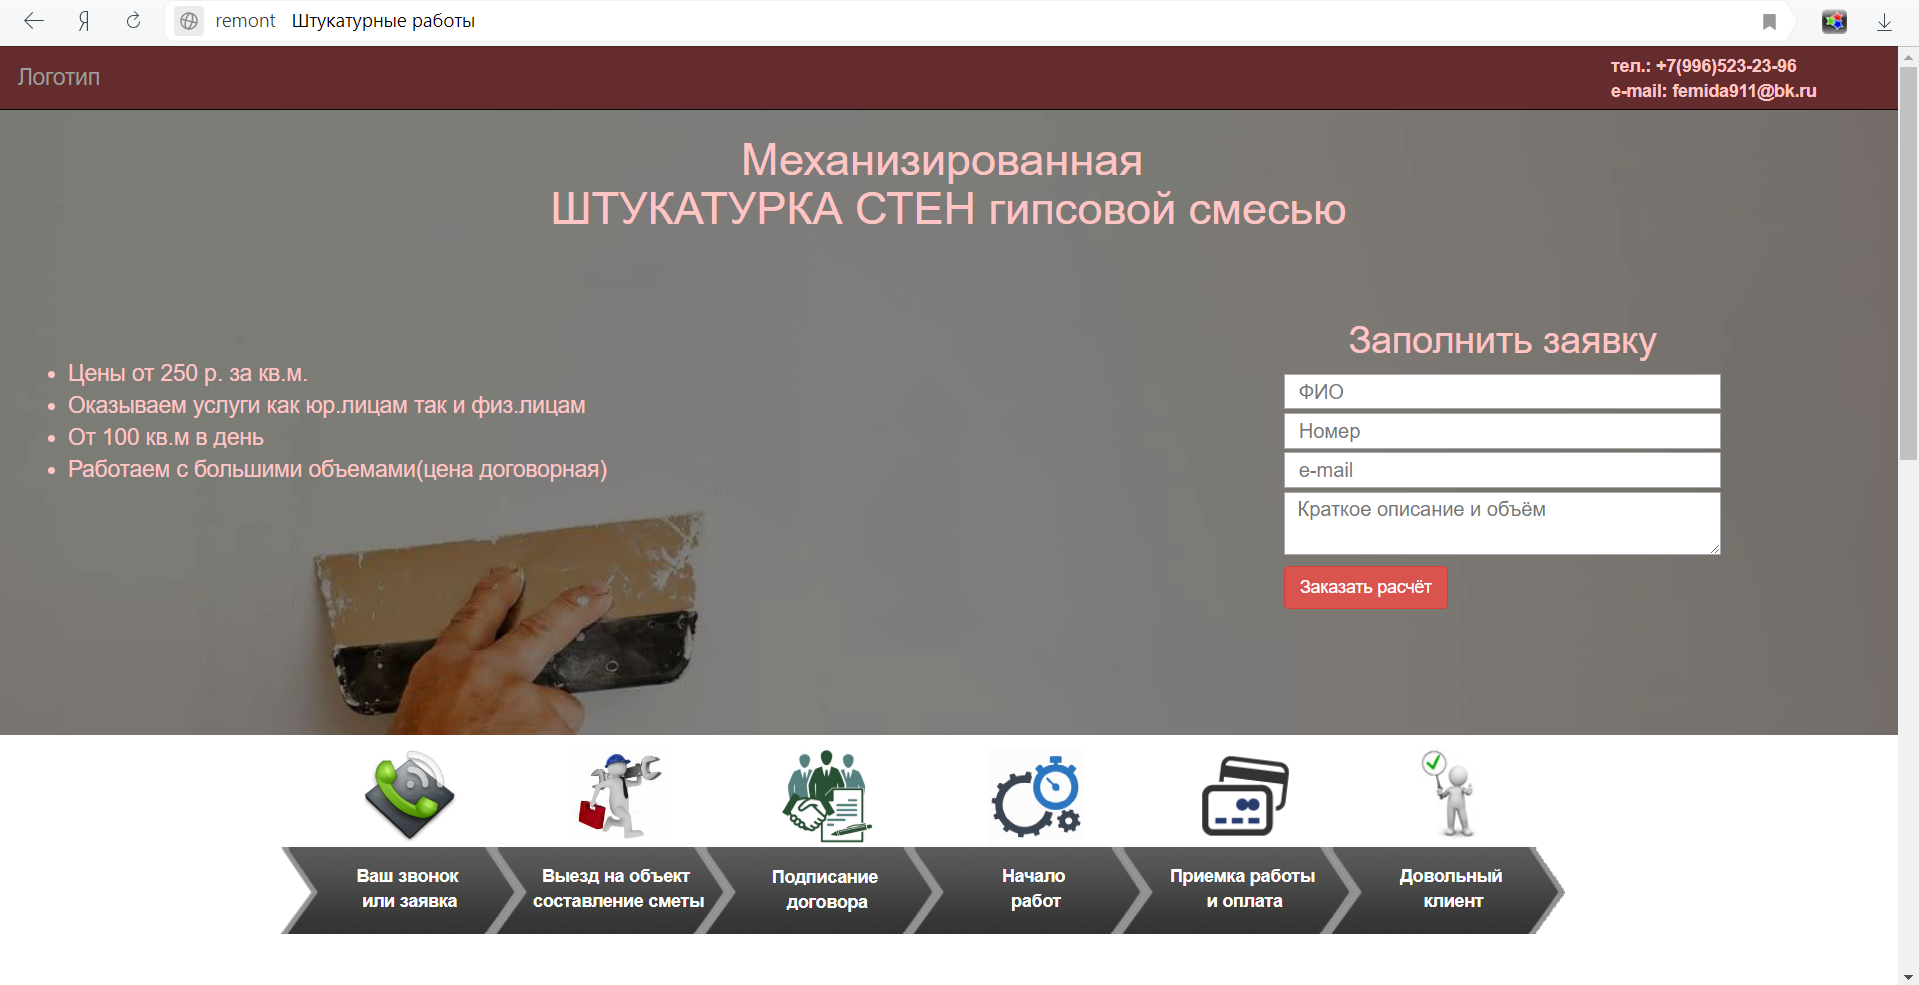 Я
remont Штукатурные работы
Логотип
тел.: +7(996)523-23-96
e-mail: femida911@bk.ru
Механизированная
ШТУКАТУРКА СТЕН гипсовой смесью
Цены от 250 р. за кв.м.
Оказываем услуги как юр.лицам так и физ.лицам
От 100 кв.м в день
Работаем с большими объемами(цена договорная)
Заполнить заявку
ФИО
Номер
e-mail
Краткое описание и объём
Заказать расчёт
Ваш звонок
или заявка
Выезд на объект
составление сметы
Подписание
договора
Начало
работ
Приемка работы
и оплата
Довольный
клиент